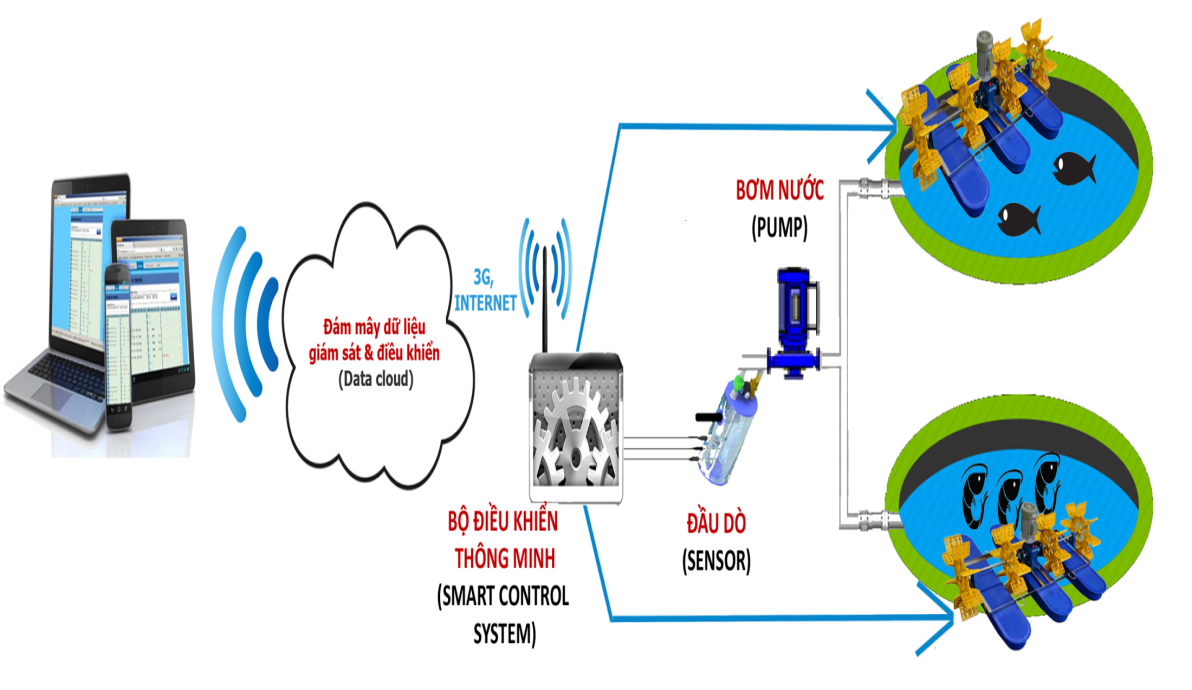 Đám mây dữ liệu
giám sát & điều khiển
(Data cloud)
3G,
INTERNET
BỘ ĐIỀU KHIỂN
THÔNG MINH
(SMART CONTROL
SYSTEM)
ĐẦU DÒ
(SENSOR)
BƠM NƯỚC
(PUMP)